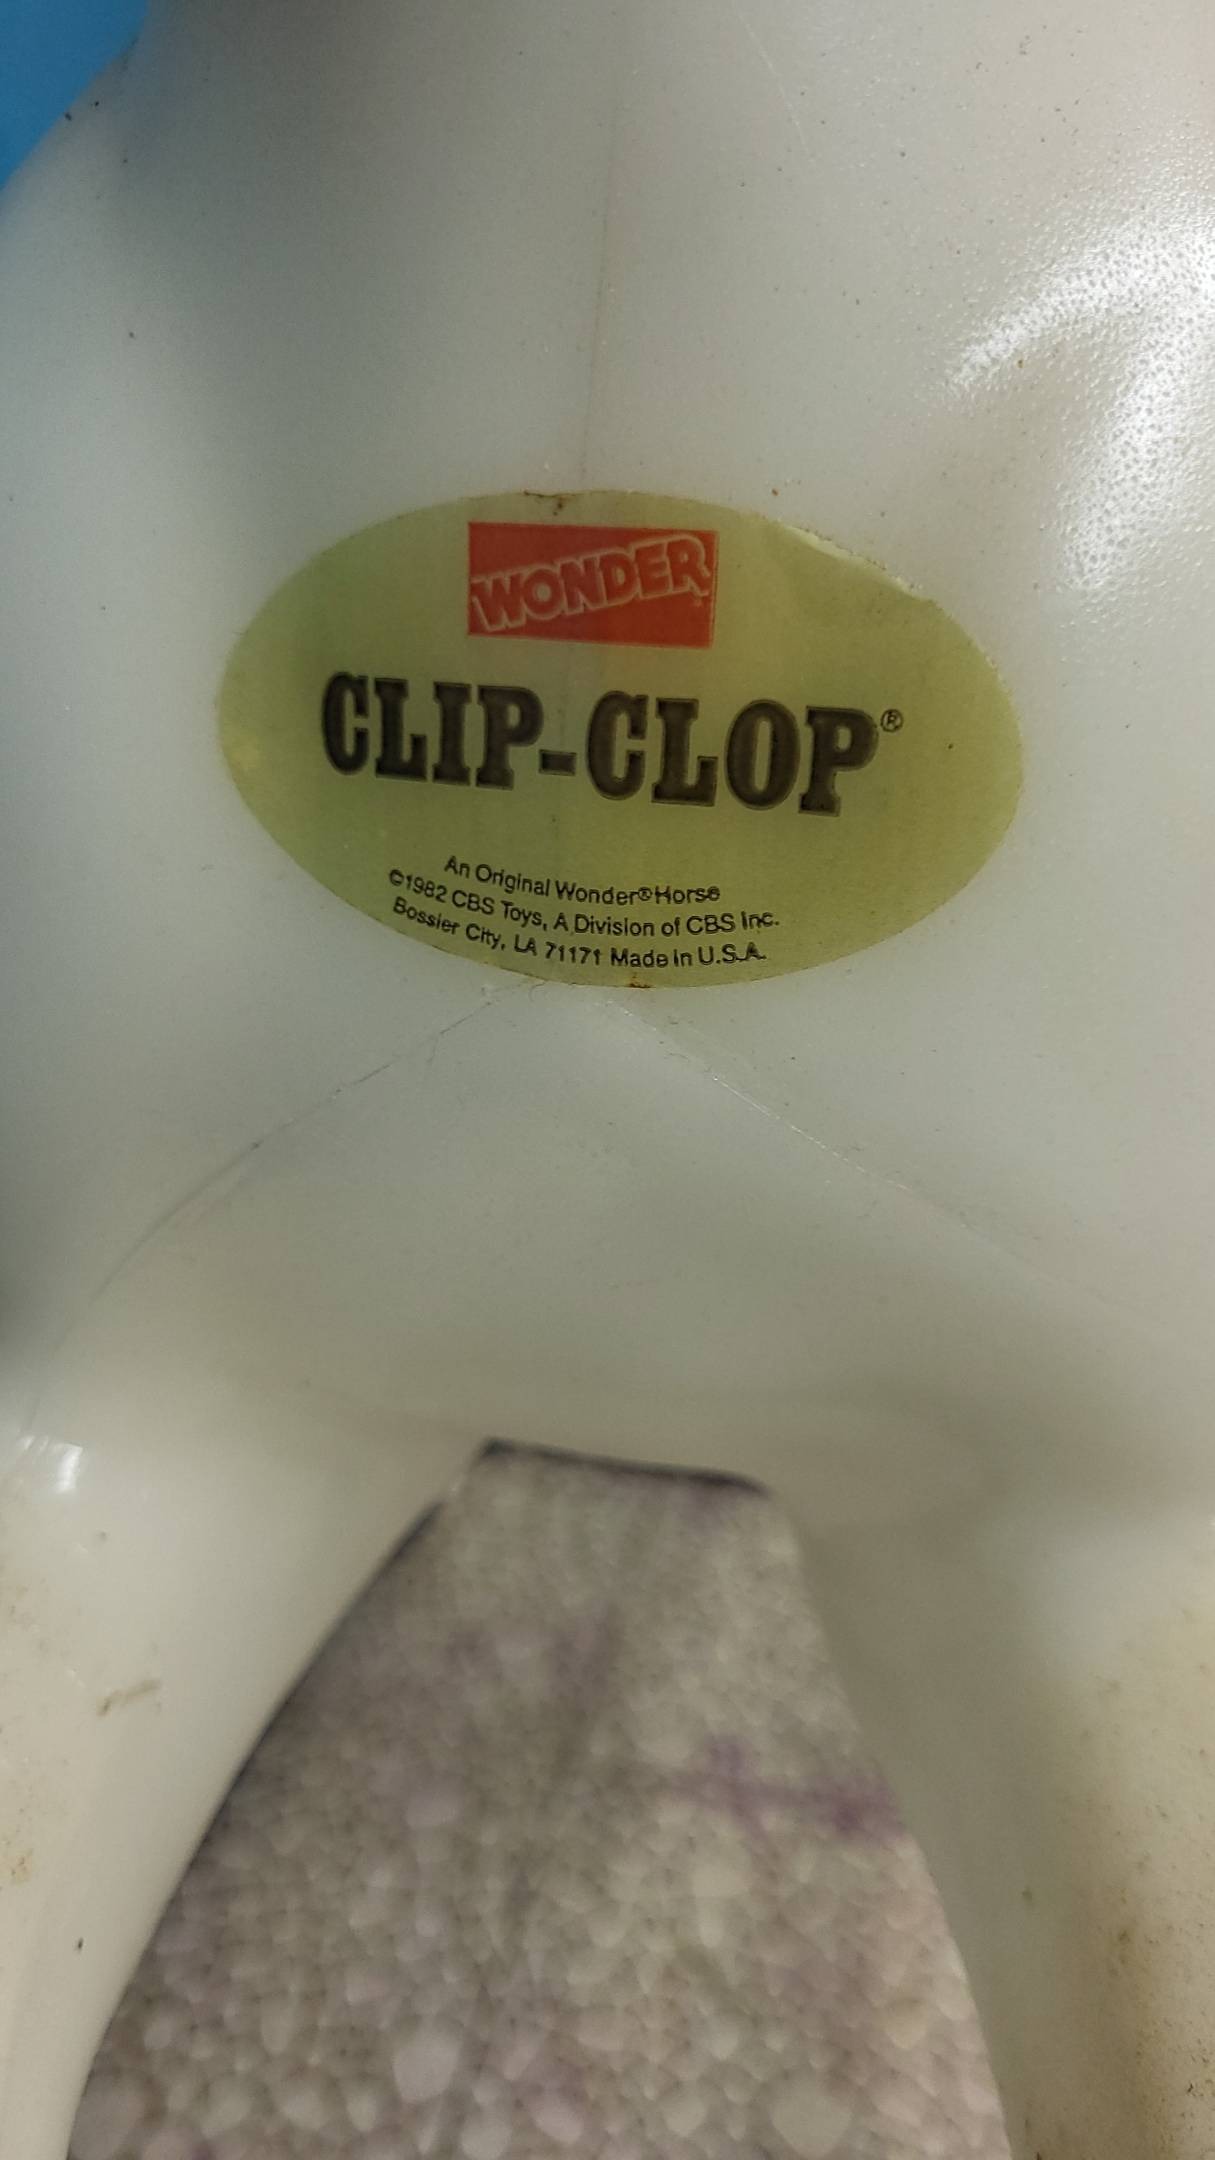 WONDER
CLIP-CLOP®
An Original Wonder® Horse
©1982 CBS Toys, A Division of CBS Inc.
Bossier City, LA 71171 Made in U.S.A.